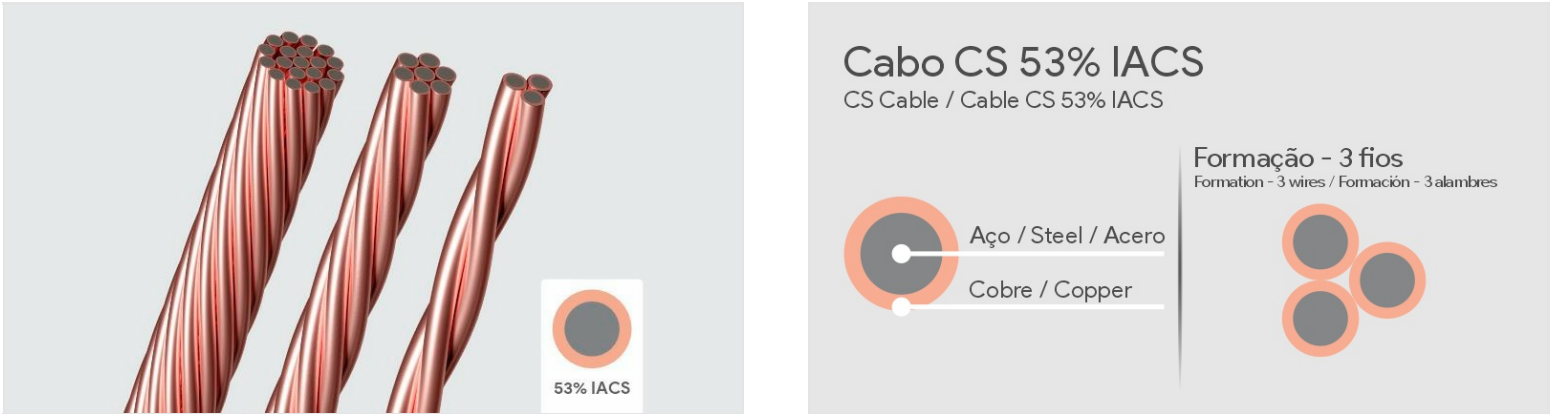 53% IACS
Cabo CS 53% IACS
CS Cable / Cable CS 53% IACS
Aço / Steel / Acero
Cobre / Copper
Formação - 3 fios
Formation - 3 wires / Formación - 3 alambres